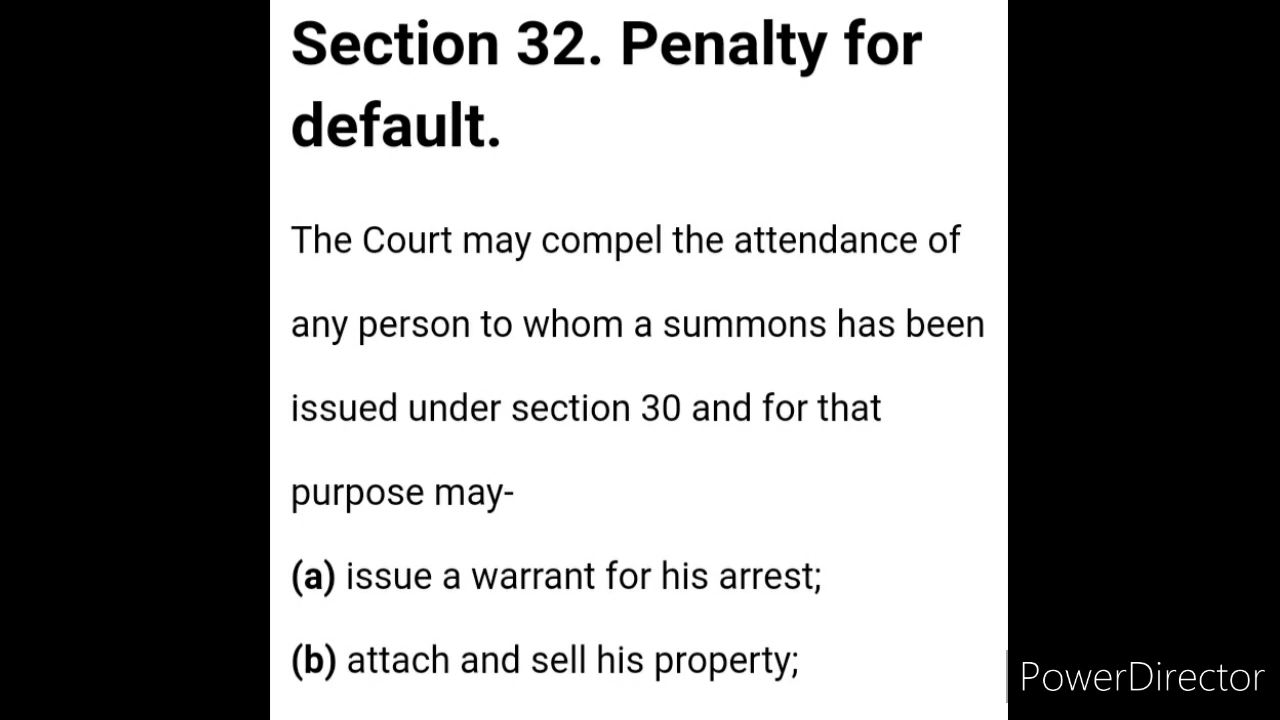 Section 32. Penalty for
default.
The Court may compel the attendance of
any person to whom a summons has been
issued under section 30 and for that
purpose may-
(a) issue a warrant for his arrest;
(b) attach and sell his property;
PowerDirector